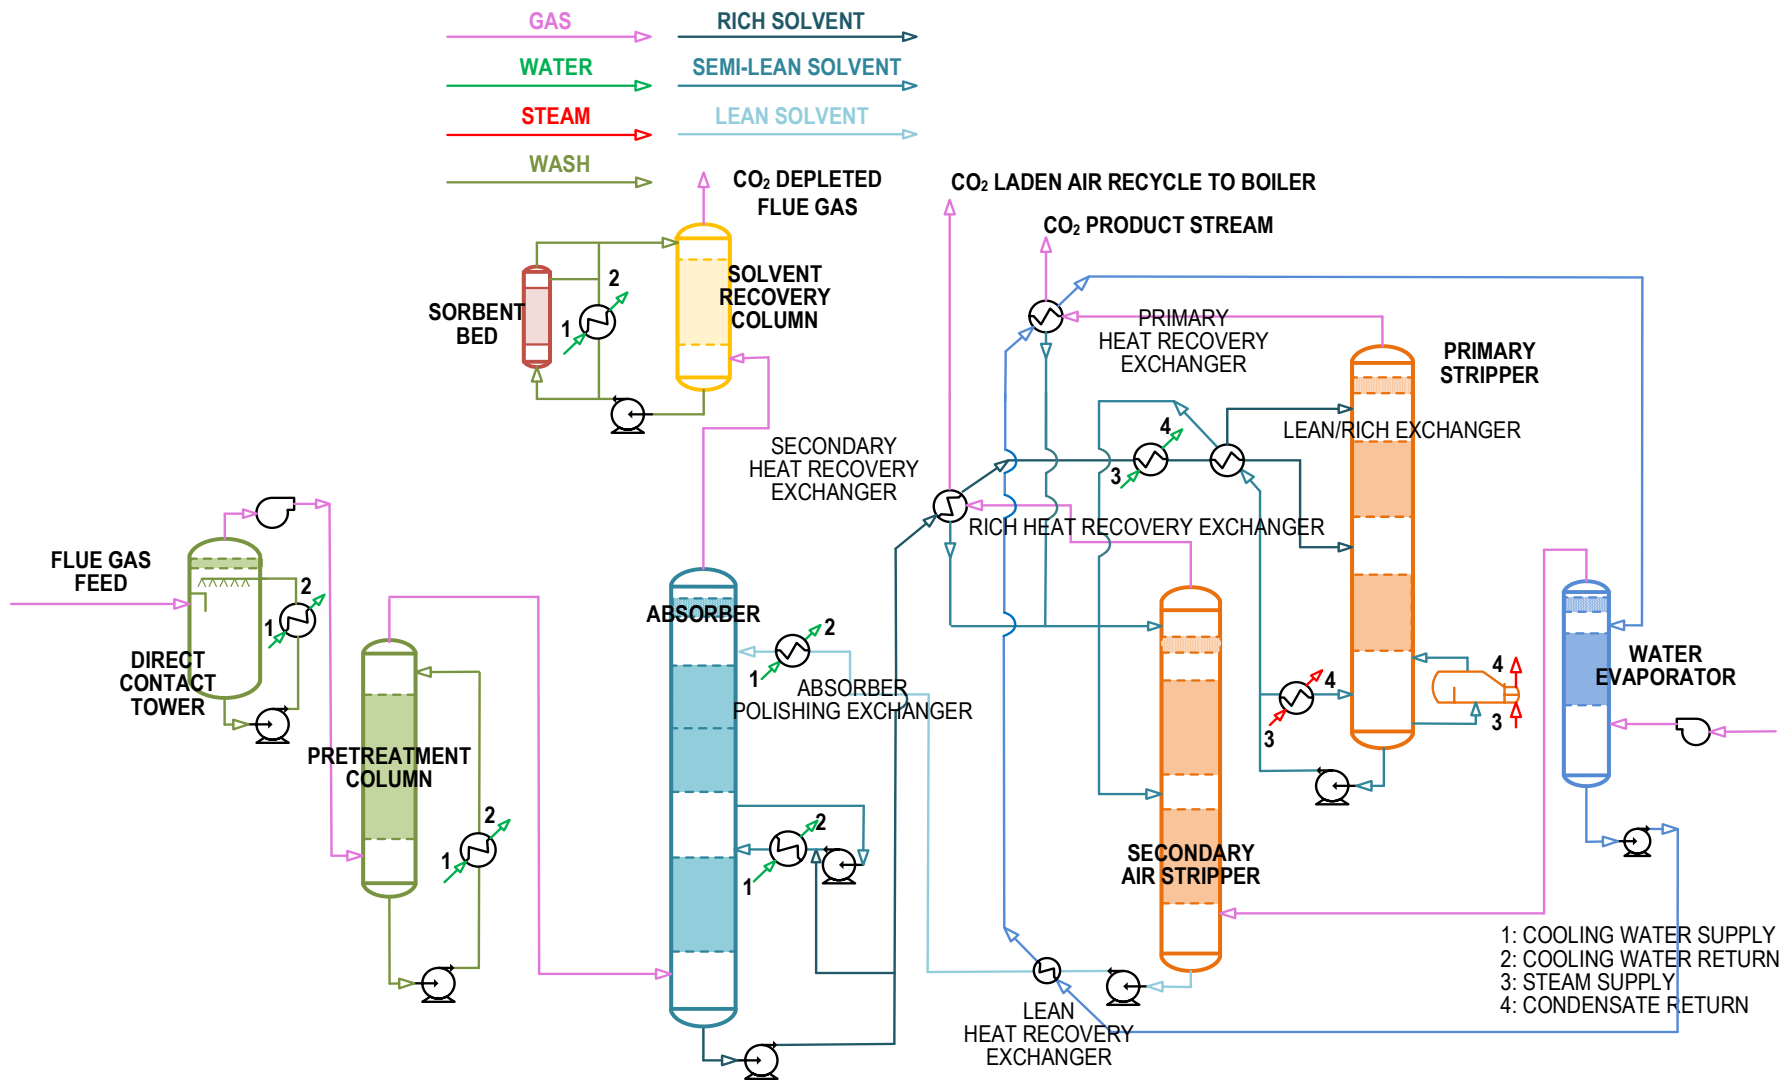 GAS
RICH SOLVENT
WATER
SEMI-LEAN SOLVENT
STEAM
LEAN SOLVENT
WASH
CO₂ DEPLETED
FLUE GAS
CO₂ LADEN AIR RECYCLE TO BOILER
CO₂ PRODUCT STREAM
SOLVENT
RECOVERY
COLUMN
SORBENT
BED
2
1
PRIMARY
HEAT RECOVERY
EXCHANGER
PRIMARY
STRIPPER
LEAN/RICH EXCHANGER
4
3
SECONDARY
HEAT RECOVERY
EXCHANGER
RICH HEAT RECOVERY EXCHANGER
FLUE GAS
FEED
2
1
DIRECT
CONTACT
TOWER
ABSORBER
2
1
ABSORBER
POLISHING EXCHANGER
4
3
4
3
WATER
EVAPORATOR
PRETREATMENT
COLUMN
2
1
2
1
SECONDARY
AIR STRIPPER
LEAN
HEAT RECOVERY
EXCHANGER
1: COOLING WATER SUPPLY
2: COOLING WATER RETURN
3: STEAM SUPPLY
4: CONDENSATE RETURN